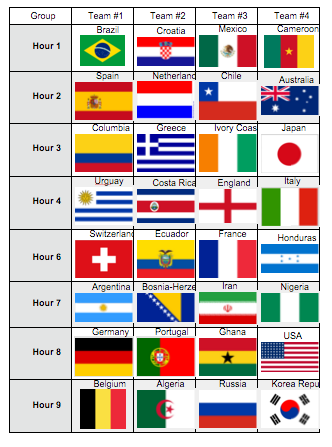 Group Team #1 Team #2 Team #3 Team #4
Hour 1 Brazil Croatia Mexico Cameroon
Hour 2 Spain Netherland Chile Australia
Hour 3 Columbia Greece Ivory Coas Japan
Hour 4 Urguay Costa Rica England Italy
Hour 6 Switzerland Ecuador France Honduras
Hour 7 Argentina Bosnia-Herze Iran Nigeria
Hour 8 Germany Portugal Ghana USA
Hour 9 Belgium Algeria Russia Korea Repu